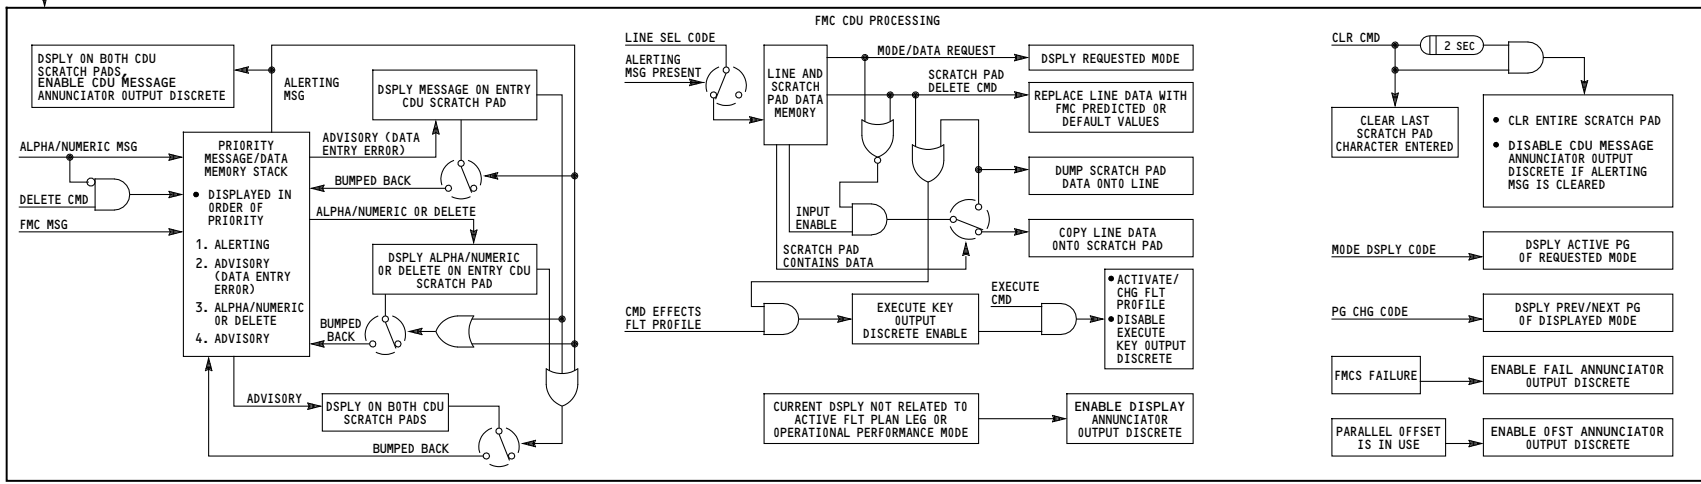 FMC CDU PROCESSING
DSPLY ON BOTH CDU
SCRATCH PADS,
ENABLE CDU MESSAGE
ANNUNCIATOR OUTPUT DISCRETE
ALERTING
MSG
DSPLY MESSAGE ON ENTRY
CDU SCRATCH PAD
ALPHA/NUMERIC MSG
DELETE CMD
FMC MSG
PRIORITY
MESSAGE/DATA
MEMORY STACK
• DISPLAYED IN
ORDER OF
PRIORITY
1. ALERTING
2. ADVISORY
(DATA ENTRY
ERROR)
3. ALPHA/NUMERIC
OR DELETE
4. ADVISORY
ADVISORY (DATA
ENTRY ERROR)
BUMPED BACK
ALPHA/NUMERIC OR DELETE
DSPLY ALPHA/NUMERIC
OR DELETE ON ENTRY CDU
SCRATCH PAD
BUMPED
BACK
ADVISORY
DSPLY ON BOTH CDU
SCRATCH PADS
BUMPED BACK
LINE SEL CODE
ALERTING
MSG PRESENT
LINE AND
SCRATCH
PAD DATA
MEMORY
MODE/DATA REQUEST
DSPLY REQUESTED MODE
SCRATCH PAD
DELETE CMD
REPLACE LINE DATA WITH
FMC PREDICTED OR
DEFAULT VALUES
DUMP SCRATCH PAD
DATA ONTO LINE
INPUT
ENABLE
COPY LINE DATA
ONTO SCRATCH PAD
SCRATCH PAD
CONTAINS DATA
CMD EFFECTS
FLT PROFILE
EXECUTE KEY
OUTPUT
DISCRETE ENABLE
EXECUTE
CMD
• ACTIVATE/
CHG FLT
PROFILE
• DISABLE
EXECUTE
KEY OUTPUT
DISCRETE
CURRENT DSPLY NOT RELATED TO
ACTIVE FLT PLAN LEG OR
OPERATIONAL PERFORMANCE MODE
ENABLE DISPLAY
ANNUNCIATOR
OUTPUT DISCRETE
CLR CMD
2 SEC
CLEAR LAST
SCRATCH PAD
CHARACTER ENTERED
• CLR ENTIRE SCRATCH PAD
• DISABLE CDU MESSAGE
ANNUNCIATOR OUTPUT
DISCRETE IF ALERTING
MSG IS CLEARED
MODE DSPLY CODE
DSPLY ACTIVE PG
OF REQUESTED MODE
PG CHG CODE
DSPLY PREV/NEXT PG
OF DISPLAYED MODE
FMCS FAILURE
ENABLE FAIL ANNUNCIATOR
OUTPUT DISCRETE
PARALLEL OFFSET
IS IN USE
ENABLE OFST ANNUNCIATOR
OUTPUT DISCRETE